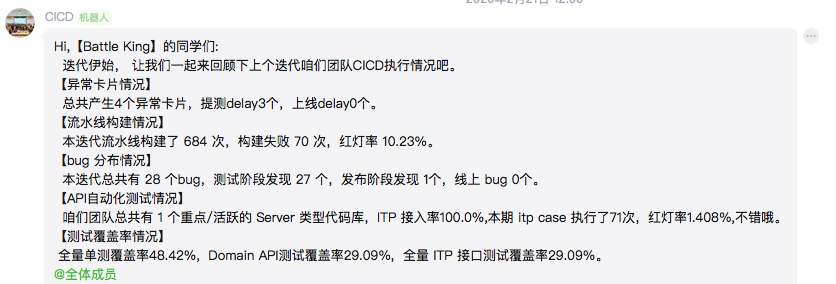 CICD 机器人
Hi,【Battle King】的同学们:
迭代伊始， 让我们一起来回顾下上个迭代咱们团队CICD执行情况吧。
【异常卡片情况】
总共产生4个异常卡片，提测delay3个，上线delay0个。
【流水线构建情况】
本迭代流水线构建了 684 次，构建失败 70 次，红灯率 10.23%。
【bug 分布情况】
本迭代总共有 28 个bug，测试阶段发现 27 个，发布阶段发现 1个，线上 bug 0个。
【API自动化测试情况】
咱们团队总共有 1 个重点/活跃的 Server 类型代码库，ITP 接入率100.0%,本期 itp case 执行了71次，红灯率1.408%,不错哦。
【测试覆盖率情况】
全量单测覆盖率48.42%，Domain API测试覆盖率29.09%，全量 ITP 接口测试覆盖率29.09%。
@全体成员